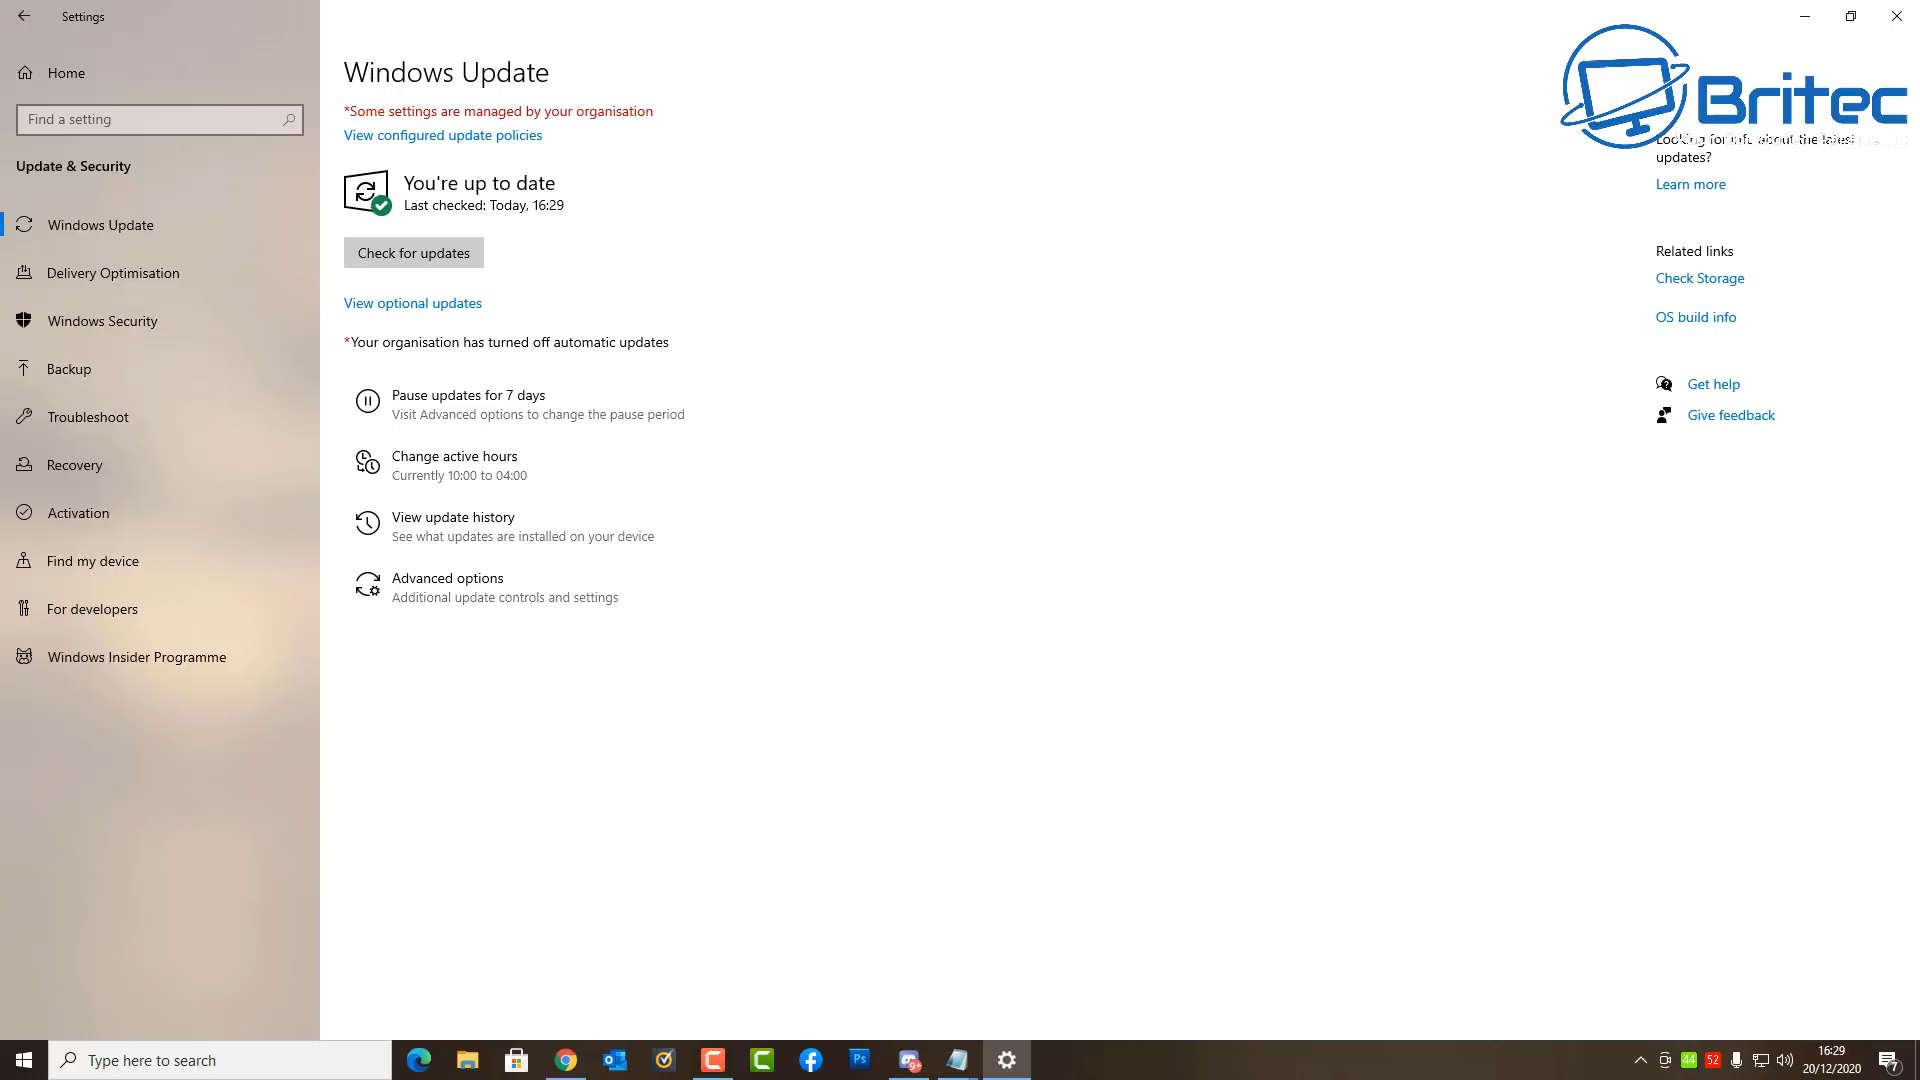 Settings
Home
Find a setting
Update & Security
Windows Update
Delivery Optimisation
Windows Security
Backup
Troubleshoot
Recovery
Activation
Find my device
For developers
Windows Insider Programme
Windows Update
*Some settings are managed by your organisation
View configured update policies
You're up to date
Last checked: Today, 16:29
Check for updates
View optional updates
*Your organisation has turned off automatic updates
Pause updates for 7 days
Visit Advanced options to change the pause period
Change active hours
Currently 10:00 to 04:00
View update history
See what updates are installed on your device
Advanced options
Additional update controls and settings
Britec
Looking for info about the latest
updates?
Learn more
Related links
Check Storage
OS build info
Get help
Give feedback
Type here to search
Ps
9+
44
52
16:29
20/12/2020
7